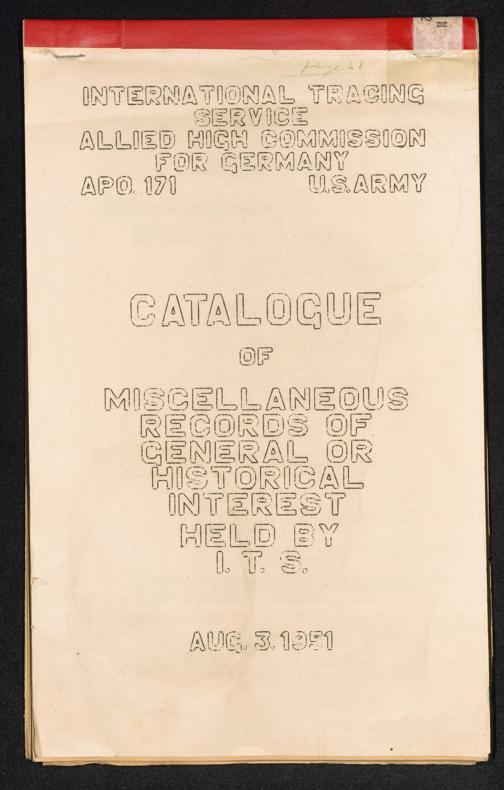 INTERNATIONAL TRACING
SERVICE
ALLIED HIGH COMMISSION
FOR GERMANY
APO. 171 U.S.ARMY
CATALOGUE
OF
MISCELLANEOUS
RECORDS OF
GENERAL OR
HISTORICAL
INTEREST
HELD BY
I. T. S.
AUG. 3. 1951